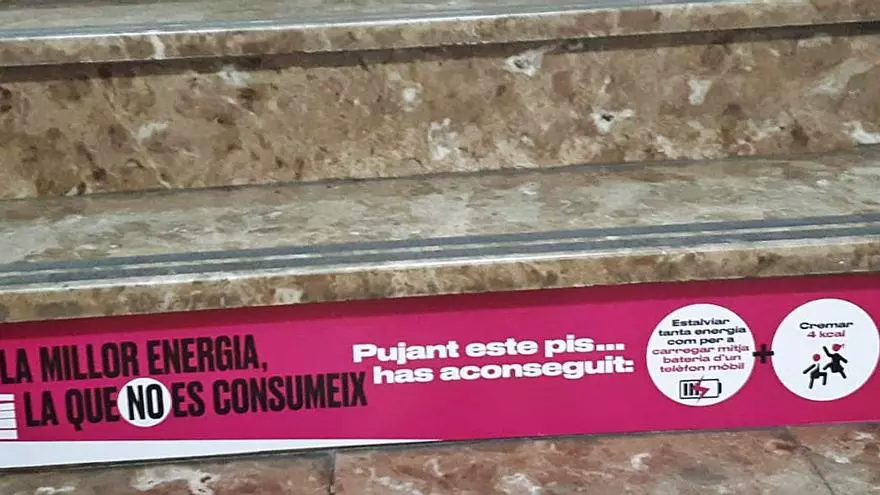 LA MILLOR ENERGIA,
LA QUE NO ES CONSUMEIX
Pujant este pis...
has aconseguit:
Estalviar
tanta energia
com per a
carregar mitja
bateria d'un
telèfon mòbil
+
Cremar
4 kcal